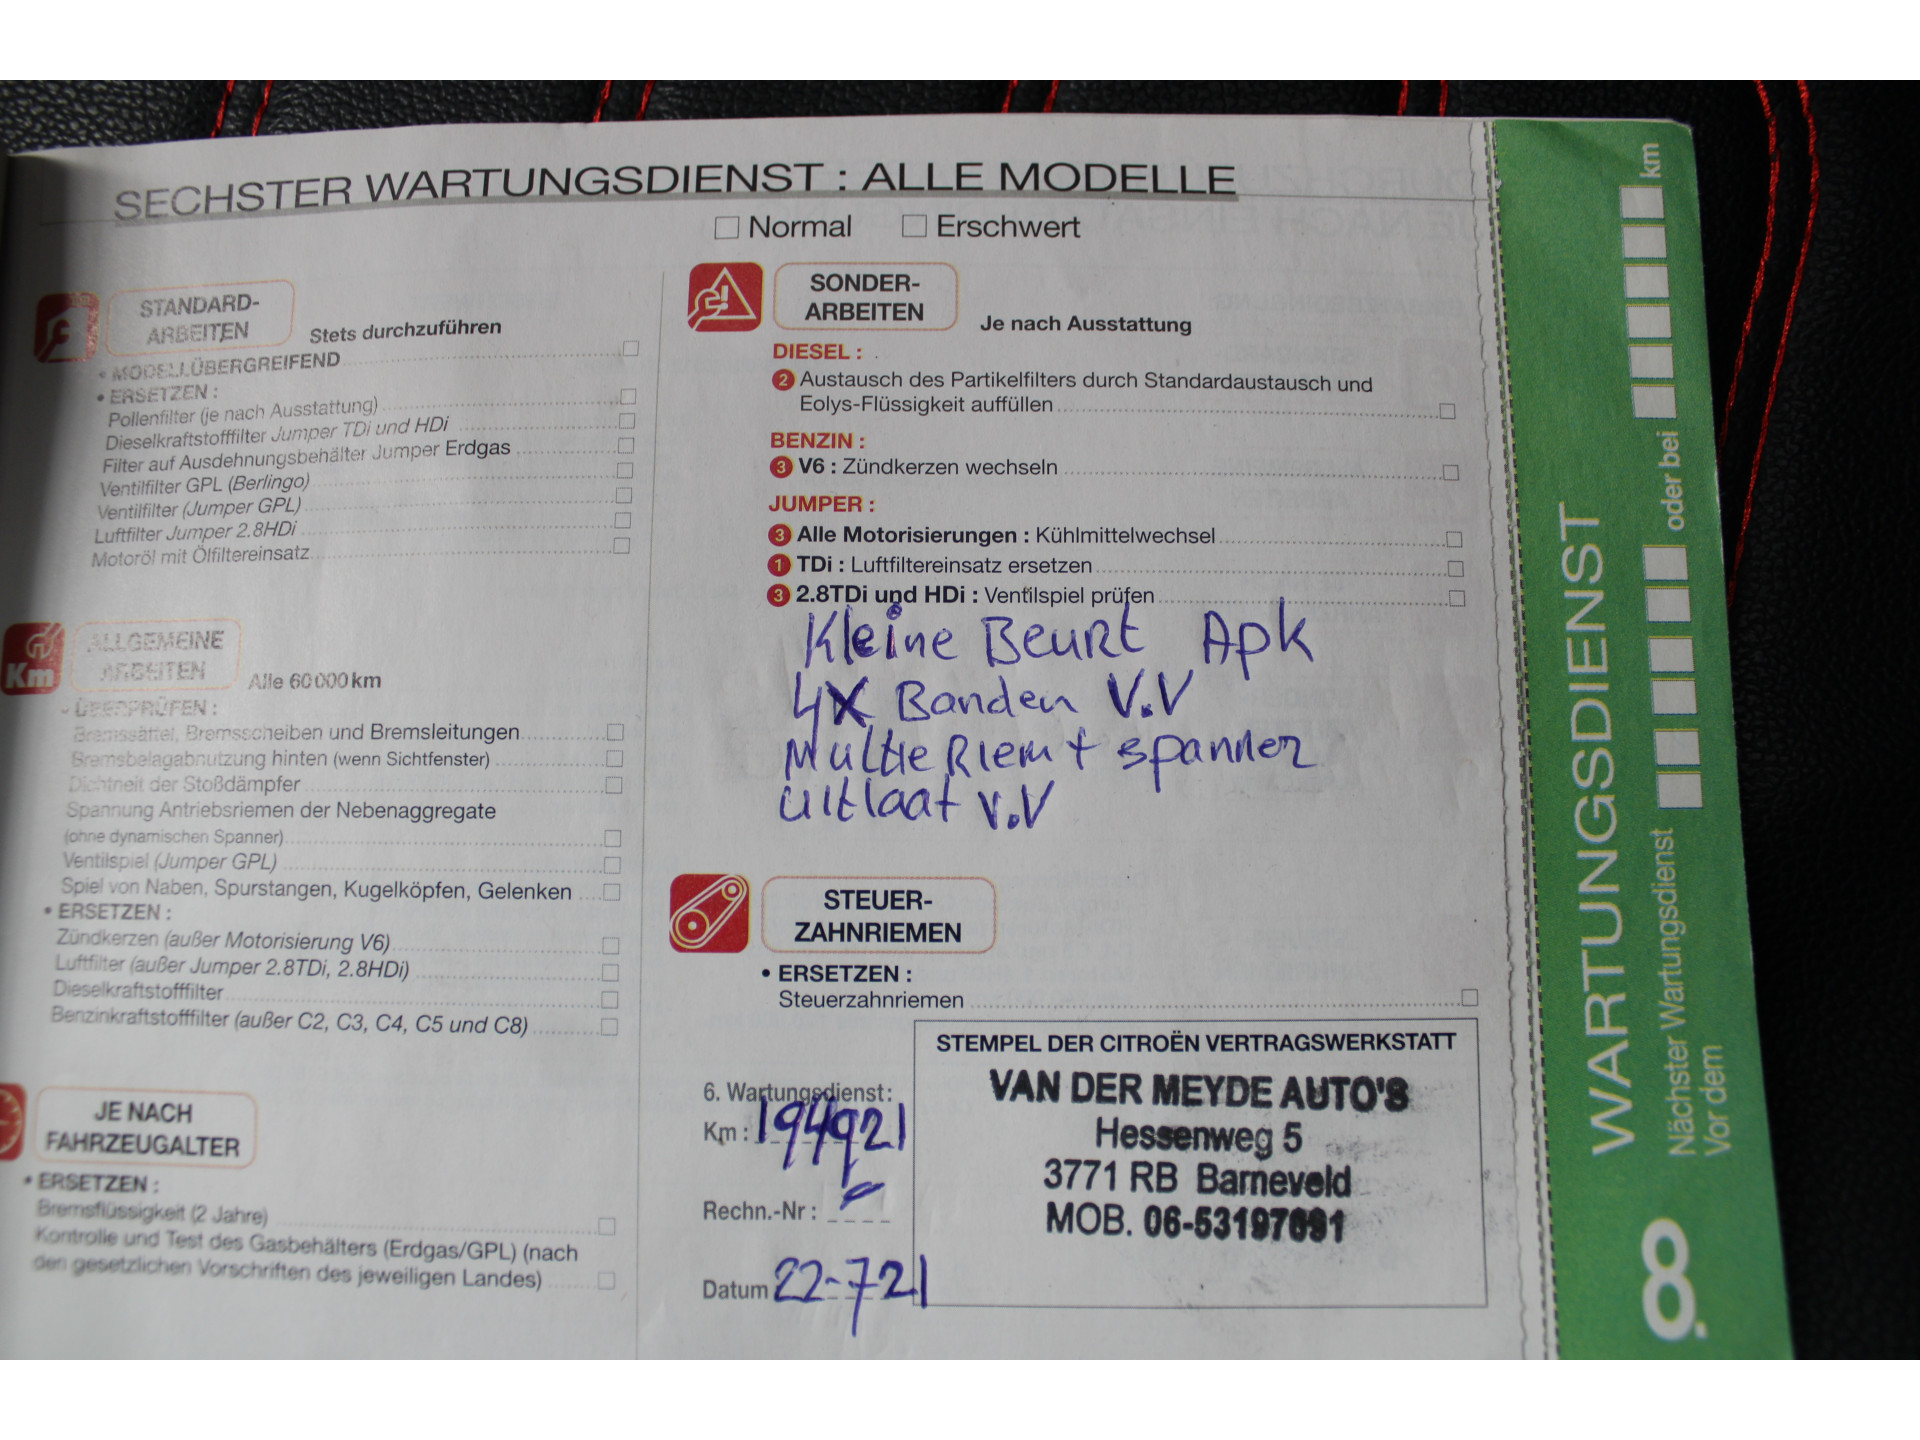 SECHSTER WARTUNGSDIENST : ALLE MODELLE
Normal Erschwert
STANDARD-
ARBEITEN
Stets durchzuführen
• MODELLÜBERGREIFEND
• ERSETZEN :
Pollenfilter (je nach Ausstattung)
Dieselkraftstofffilter Jumper TDi und HDi
Filter auf Ausdehnungsbehälter Jumper Erdgas
Ventilfilter GPL (Berlingo)
Ventilfilter (Jumper GPL)
Luftfilter Jumper 2.8HDi
Motoröl mit Ölfiltereinsatz
Km
ALLGEMEINE
ARBEITEN
Alle 60 000 km
- ÜBERPRÜFEN :
Bremssättel, Bremsscheiben und Bremsleitungen
Bremsbelagabnutzung hinten (wenn Sichtfenster)
Dichtheit der Stoßdämpfer
Spannung Antriebsriemen der Nebenaggregate
(ohne dynamischen Spanner)
Ventilspiel (Jumper GPL)
Spiel von Naben, Spurstangen, Kugelköpfen, Gelenken
• ERSETZEN :
Zündkerzen (außer Motorisierung V6)
Luftfilter (außer Jumper 2.8TDi, 2.8HDi)
Dieselkraftstofffilter
Benzinkraftstofffilter (außer C2, C3, C4, C5 und C8)
JE NACH
FAHRZEUGALTER
• ERSETZEN :
Bremsflüssigkeit (2 Jahre)
Kontrolle und Test des Gasbehälters (Erdgas/GPL) (nach
den gesetzlichen Vorschriften des jeweiligen Landes)
SONDER-
ARBEITEN
Je nach Ausstattung
DIESEL :
2 Austausch des Partikelfilters durch Standardaustausch und
Eolys-Flüssigkeit auffüllen
BENZIN :
3 V6 : Zündkerzen wechseln
JUMPER :
3 Alle Motorisierungen : Kühlmittelwechsel
1 TDi : Luftfiltereinsatz ersetzen
3 2.8TDi und HDi : Ventilspiel prüfen
Kleine Beurt Apk
4X Banden V.V
Multie Riem + spanner
uitlaat v.v
STEUER-
ZAHNRIEMEN
• ERSETZEN :
Steuerzahnriemen
6. Wartungsdienst:
Km : 194921
Rechn.-Nr :
Datum 22-721
STEMPEL DER CITROËN VERTRAGSWERKSTATT
VAN DER MEYDE AUTO'S
Hessenweg 5
3771 RB Barneveld
MOB. 06-53197691
WARTUNGSDIENST
Nächster Wartungsdienst
Vor dem oder bei km